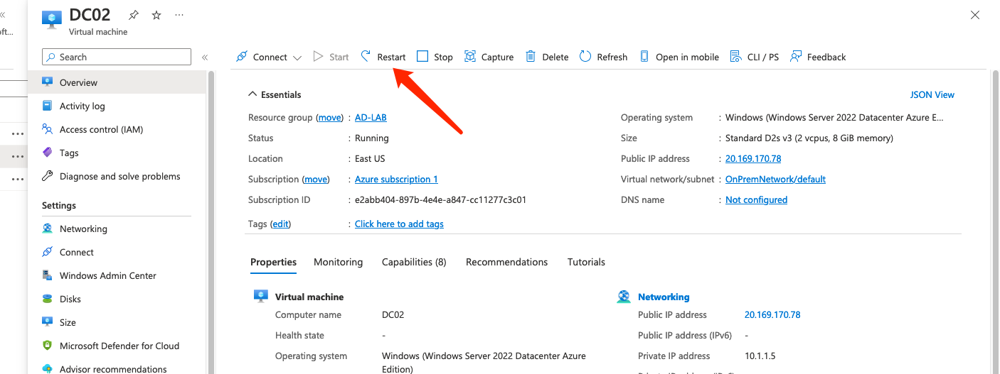 DC02
Virtual machine
oft...
Search
Overview
Activity log
Access control (IAM)
Tags
Diagnose and solve problems
Settings
Networking
Connect
Windows Admin Center
Disks
Size
Microsoft Defender for Cloud
Advisor recommendations
Connect Start Restart Stop Capture Delete Refresh Open in mobile CLI / PS Feedback
Essentials
JSON View
Resource group (move) : AD-LAB
Status : Running
Location : East US
Subscription (move) : Azure subscription 1
Subscription ID : e2abb404-897b-4e4e-a847-cc11277c3c01
Tags (edit) : Click here to add tags
Operating system : Windows (Windows Server 2022 Datacenter Azure E...
Size : Standard D2s v3 (2 vcpus, 8 GiB memory)
Public IP address : 20.169.170.78
Virtual network/subnet : OnPremNetwork/default
DNS name : Not configured
Properties Monitoring Capabilities (8) Recommendations Tutorials
Virtual machine
Computer name DC02
Health state -
Operating system Windows (Windows Server 2022 Datacenter Azure
Edition)
Networking
Public IP address 20.169.170.78
Public IP address (IPv6) -
Private IP address 10.1.1.5